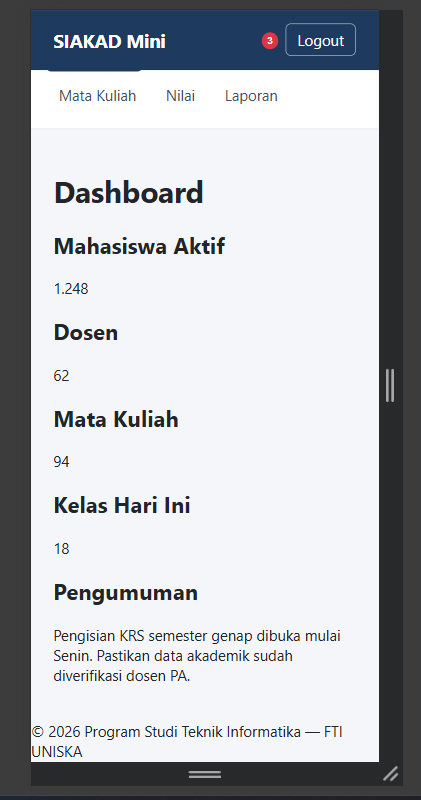 SIAKAD Mini
3
Logout
Mata Kuliah
Nilai
Laporan
Dashboard
Mahasiswa Aktif
1.248
Dosen
62
Mata Kuliah
94
Kelas Hari Ini
18
Pengumuman
Pengisian KRS semester genap dibuka mulai
Senin. Pastikan data akademik sudah
diverifikasi dosen PA.
© 2026 Program Studi Teknik Informatika — FTI
UNISKA